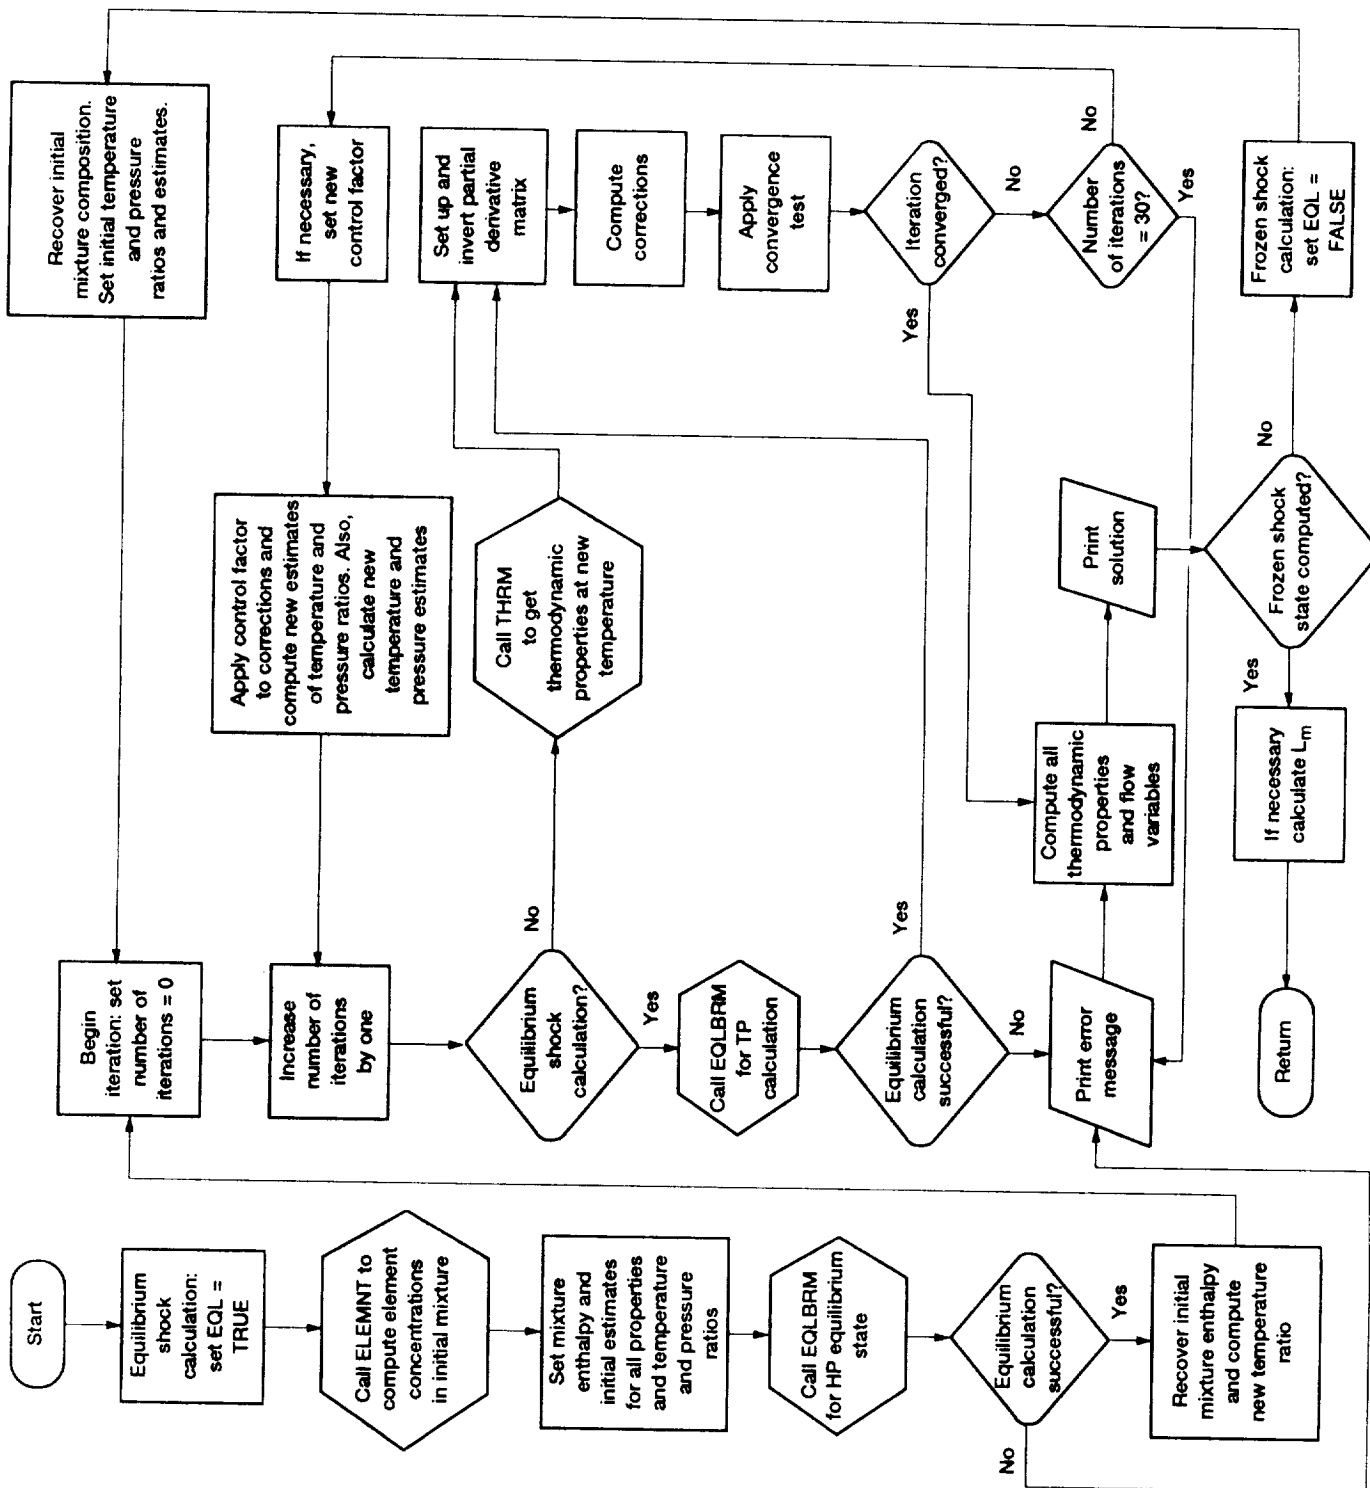 Start
Equilibrium
shock
calculation:
set EQL =
TRUE
Call ELEMNT to
compute element
concentrations
in initial mixture
Set mixture
enthalpy and
initial estimates
for all properties
and temperature
and pressure
ratios
Call EQLBRM
for HP equilibrium
state
Equilibrium
calculation
successful?
No
Yes
Recover initial
mixture enthalpy
and compute
new temperature
ratio
Begin
iteration: set
number of
iterations = 0
Increase
number of
iterations
by one
Equilibrium
shock
calculation?
No
Yes
Call EQLBRM
for TP
calculation
Equilibrium
calculation
successful?
Yes
No
Print error
message
Return
Apply control factor
to corrections and
compute new estimates
of temperature and
pressure ratios. Also,
calculate new
temperature and
pressure estimates
Call THRM
to get
thermodynamic
properties at new
temperature
Compute all
thermodynamic
properties
and flow
variables
Print
solution
If necessary
calculate Lm
Yes
Frozen shock
state computed?
No
Recover initial
mixture composition.
Set initial temperature
and pressure
ratios and estimates.
If necessary,
set new
control factor
Set up and
invert partial
derivative
matrix
Compute
corrections
Apply
convergence
test
Iteration
converged?
Yes
No
Number
of iterations
= 30?
No
Yes
Frozen shock
calculation:
set EQL =
FALSE